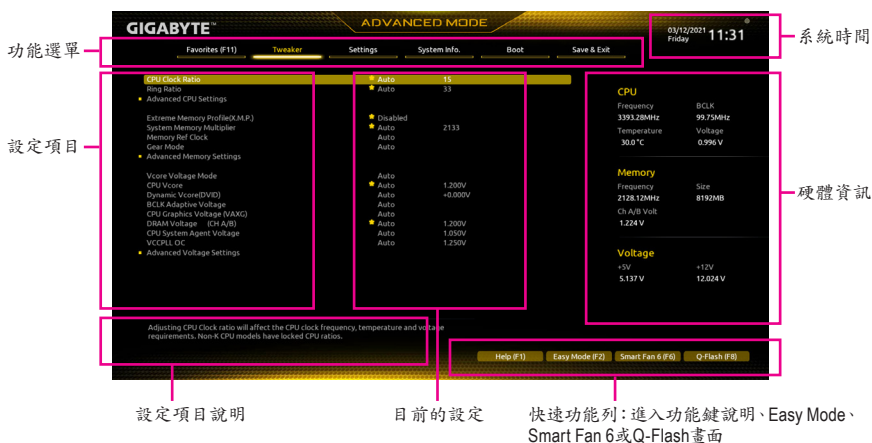 GIGABYTE™
ADVANCED MODE
03/12/2021
Friday
11:31
系統時間
功能選單
Favorites (F11) Tweaker Settings System Info. Boot Save & Exit
設定項目
CPU Clock Ratio Auto 15
Ring Ratio Auto 33
Advanced CPU Settings
Extreme Memory Profile(X.M.P.) Disabled
System Memory Multiplier Auto 2133
Memory Ref Clock Auto
Gear Mode Auto
Advanced Memory Settings
Vcore Voltage Mode Auto
CPU Vcore Auto 1.200V
Dynamic Vcore(DVID) Auto +0.000V
BCLK Adaptive Voltage Auto
CPU Graphics Voltage (VAXG) Auto
DRAM Voltage (CH A/B) Auto 1.200V
CPU System Agent Voltage Auto 1.050V
VCCPLL OC Auto 1.250V
Advanced Voltage Settings
CPU
Frequency BCLK
3393.28MHz 99.75MHz
Temperature Voltage
30.0 °C 0.996 V
Memory
Frequency Size
2128.12MHz 8192MB
Ch A/B Volt
1.224 V
Voltage
+5V +12V
5.137 V 12.024 V
硬體資訊
Adjusting CPU Clock ratio will affect the CPU clock frequency, temperature and voltage
requirements. Non-K CPU models have locked CPU ratios.
Help (F1) Easy Mode (F2) Smart Fan 6 (F6) Q-Flash (F8)
設定項目說明
目前的設定
快速功能列：進入功能鍵說明、Easy Mode、
Smart Fan 6或Q-Flash畫面